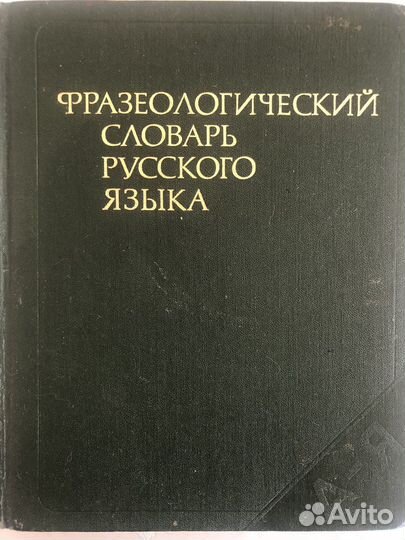 ФРАЗЕОЛОГИЧЕСКИЙ
СЛОВАРЬ
РУССКОГО
ЯЗЫКА
А-Я
Avito